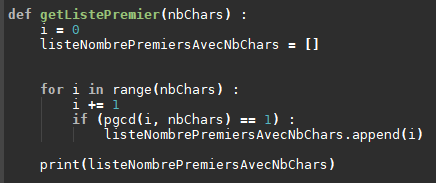 def getListePremier(nbChars) :
    i = 0
    listeNombrePremiersAvecNbChars = []
    for i in range(nbChars) :
        i += 1
        if (pgcd(i, nbChars) == 1) :
            listeNombrePremiersAvecNbChars.append(i)
    print(listeNombrePremiersAvecNbChars)